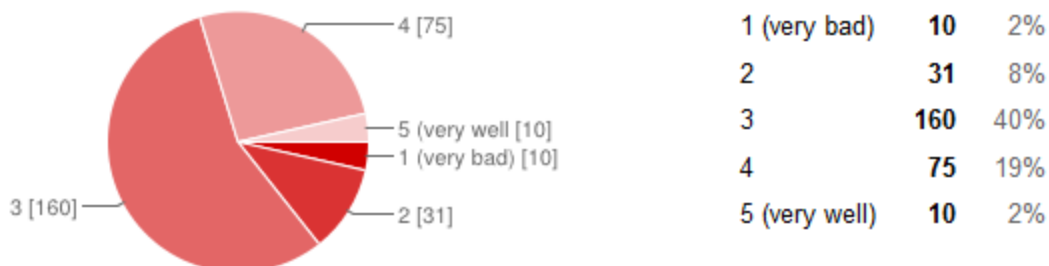 4 [75]
5 (very well [10]
1 (very bad) [10]
3 [160]
2 [31]
1 (very bad) 10 2%
2 31 8%
3 160 40%
4 75 19%
5 (very well) 10 2%